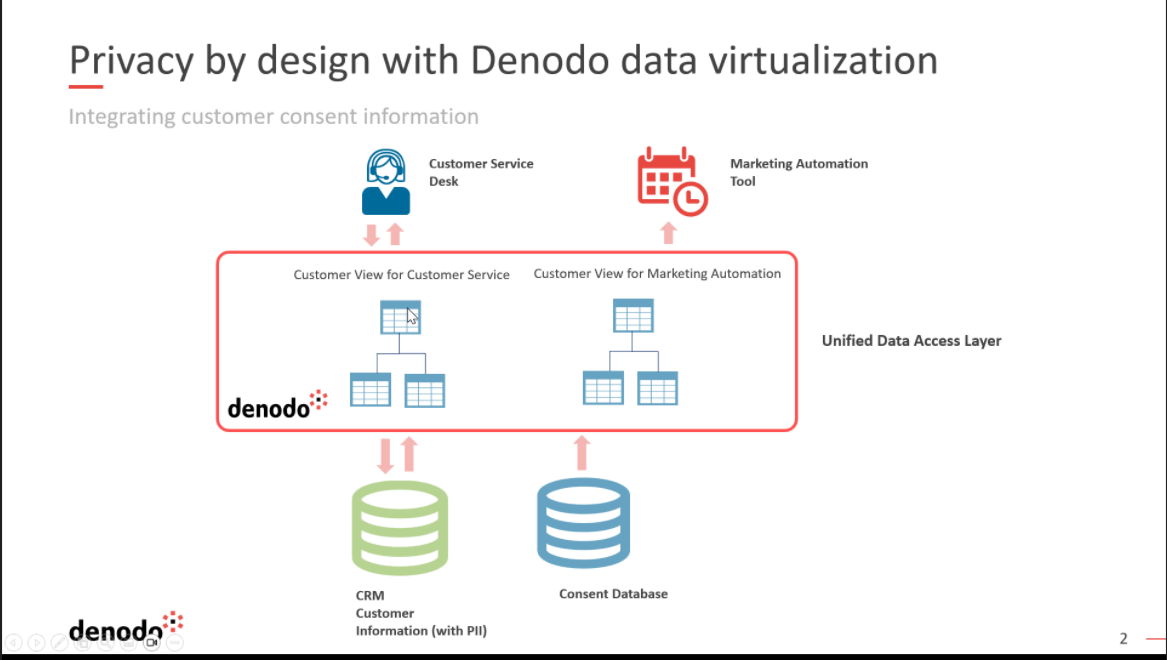 Privacy by design with Denodo data virtualization
Integrating customer consent information
Customer Service
Desk
Marketing Automation
Tool
Customer View for Customer Service
Customer View for Marketing Automation
Unified Data Access Layer
denodo
CRM
Customer
Information (with PII)
Consent Database
denodo
2